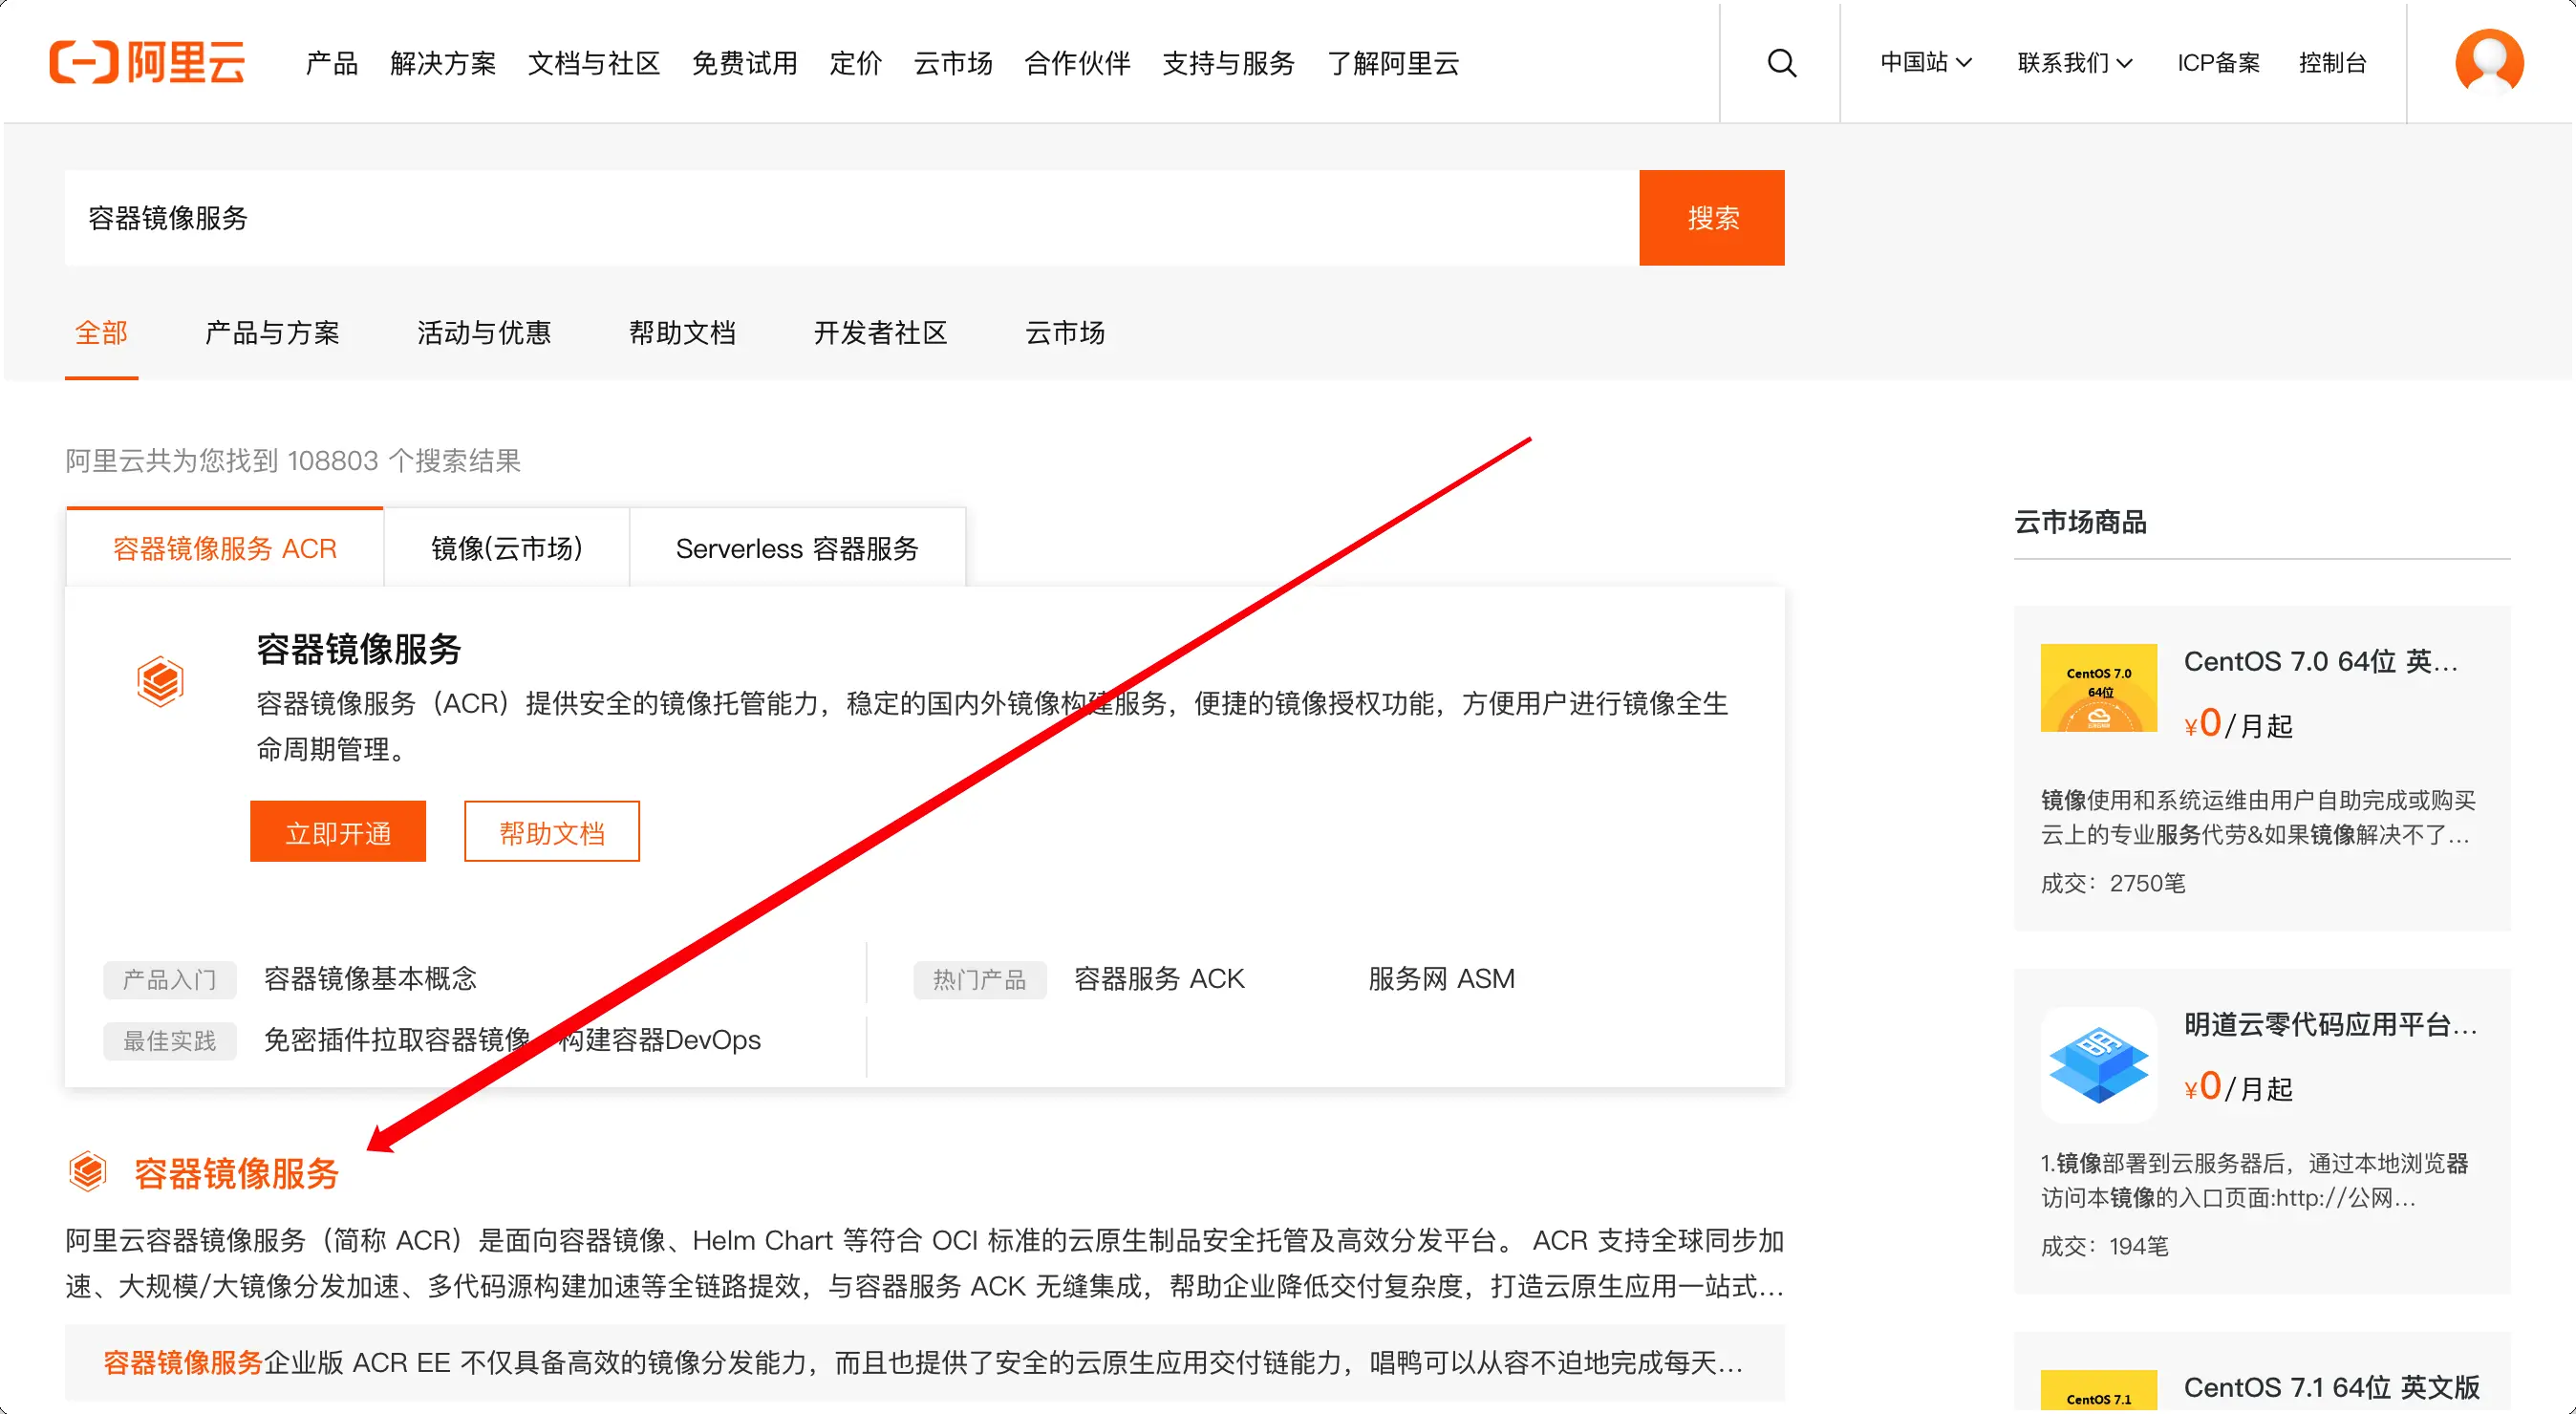 阿里云
产品 解决方案 文档与社区 免费试用 定价 云市场 合作伙伴 支持与服务 了解阿里云
中国站 联系我们 ICP备案 控制台
容器镜像服务
搜索
全部 产品与方案 活动与优惠 帮助文档 开发者社区 云市场
阿里云共为您找到 108803 个搜索结果
容器镜像服务 ACR 镜像(云市场) Serverless 容器服务
容器镜像服务
容器镜像服务（ACR）提供安全的镜像托管能力，稳定的国内外镜像构建服务，便捷的镜像授权功能，方便用户进行镜像全生
命周期管理。
立即开通 帮助文档
产品入门 容器镜像基本概念
热门产品 容器服务 ACK 服务网 ASM
最佳实践 免密插件拉取容器镜像 构建容器DevOps
容器镜像服务
阿里云容器镜像服务（简称 ACR）是面向容器镜像、Helm Chart 等符合 OCI 标准的云原生制品安全托管及高效分发平台。 ACR 支持全球同步加
速、大规模/大镜像分发加速、多代码源构建加速等全链路提效，与容器服务 ACK 无缝集成，帮助企业降低交付复杂度，打造云原生应用一站式...
容器镜像服务企业版 ACR EE 不仅具备高效的镜像分发能力，而且也提供了安全的云原生应用交付链能力，唱鸭可以从容不迫地完成每天...
云市场商品
CentOS 7.0
64位
CentOS 7.0 64位 英...
¥0/月起
镜像使用和系统运维由用户自助完成或购买
云上的专业服务代劳&如果镜像解决不了...
成交：2750笔
明
明道云零代码应用平台...
¥0/月起
1.镜像部署到云服务器后，通过本地浏览器
访问本镜像的入口页面:http://公网...
成交：194笔
CentOS 7.1
CentOS 7.1 64位 英文版